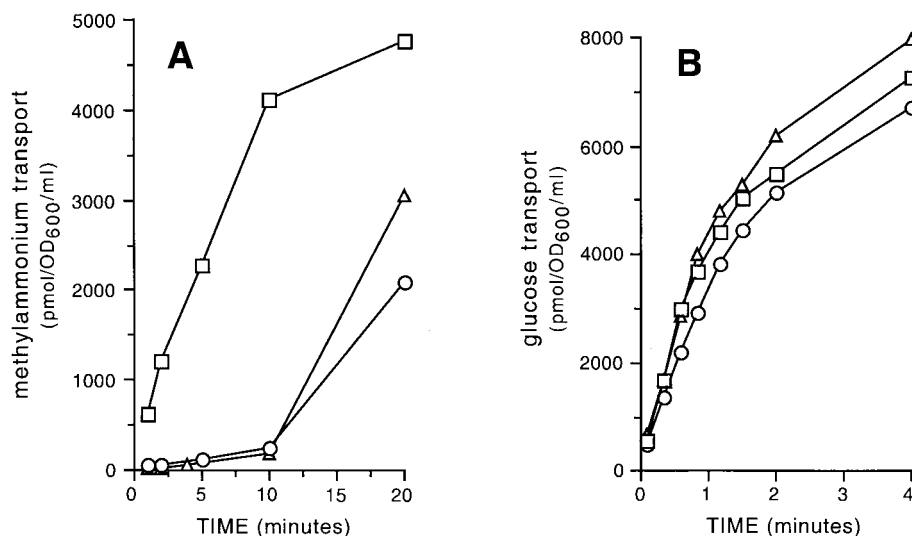 A
methylammonium transport
(pmol/OD600/ml)
5000
4000
3000
2000
1000
0
0
5
10
15
20
TIME (minutes)
B
glucose transport
(pmol/OD600/ml)
8000
6000
4000
2000
0
0
1
2
3
4
TIME (minutes)